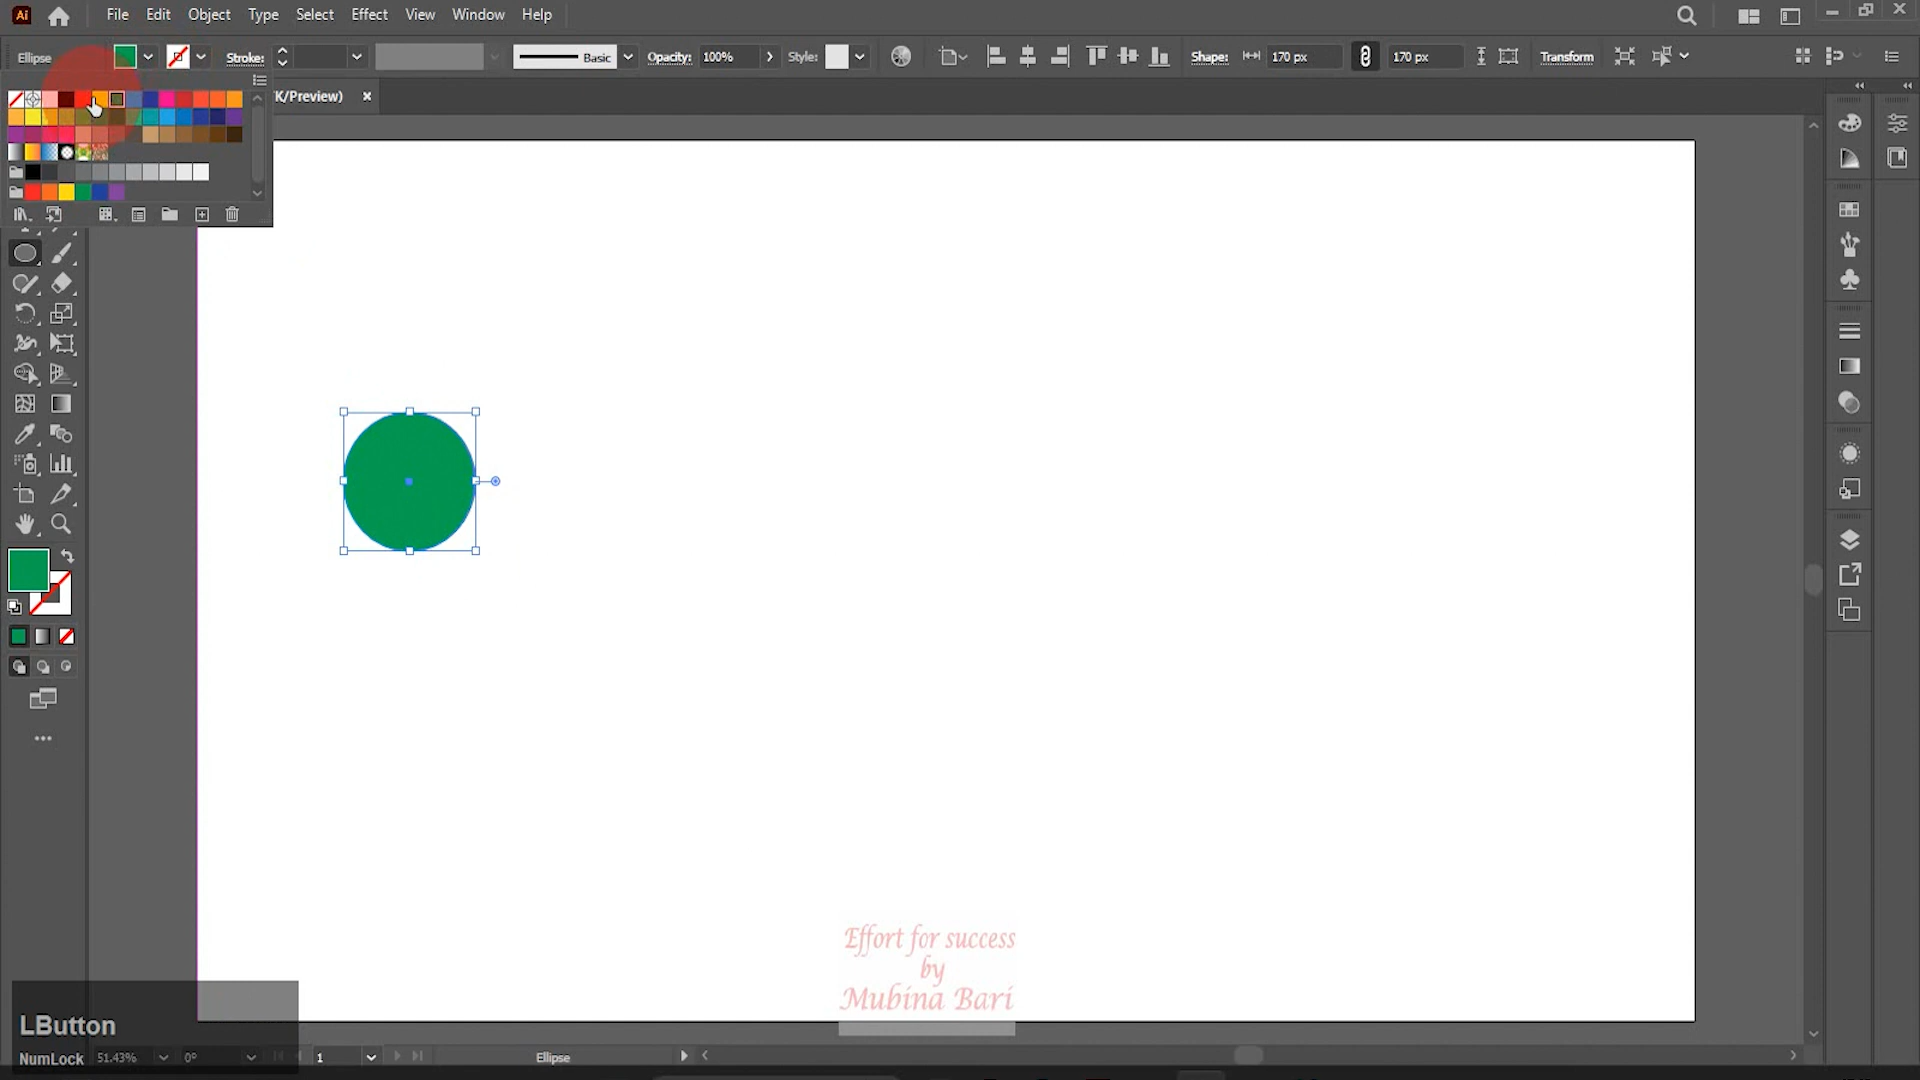 Ai File Edit Object Type Select Effect View Window Help
Ellipse Stroke: Basic Opacity: 100% Style: Shape: 170 px 170 px Transform
K/Preview) ×
Effort for success
by
Mubina Bari
LButton
NumLock 51.43% 0° 1 Ellipse